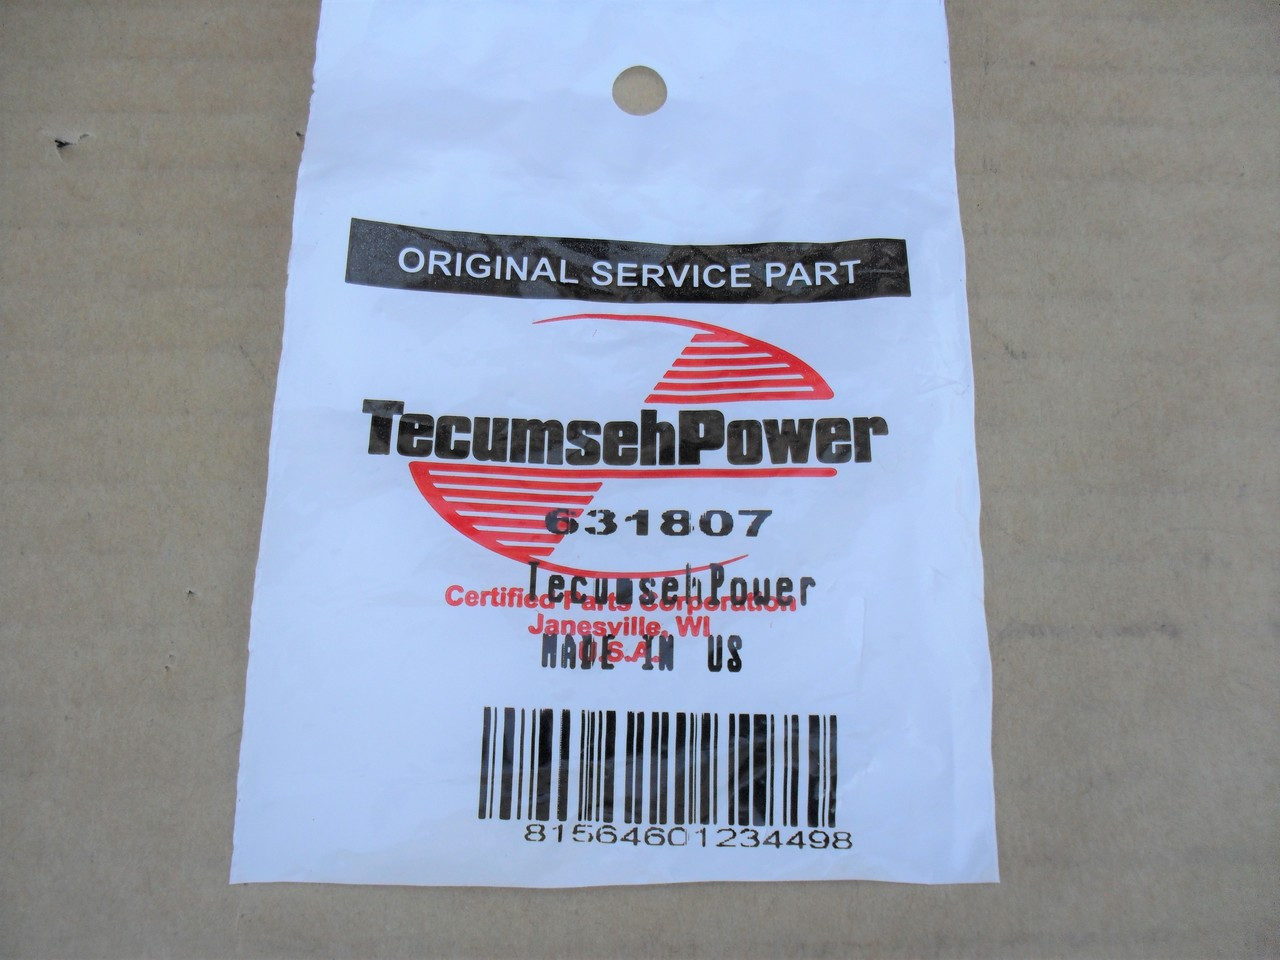 ORIGINAL SERVICE PART
TecumsehPower
631807
TecumsehPower
Certified Parts Corporation
Janesville, WI
U.S.A.
MADE IN US
81564601234498